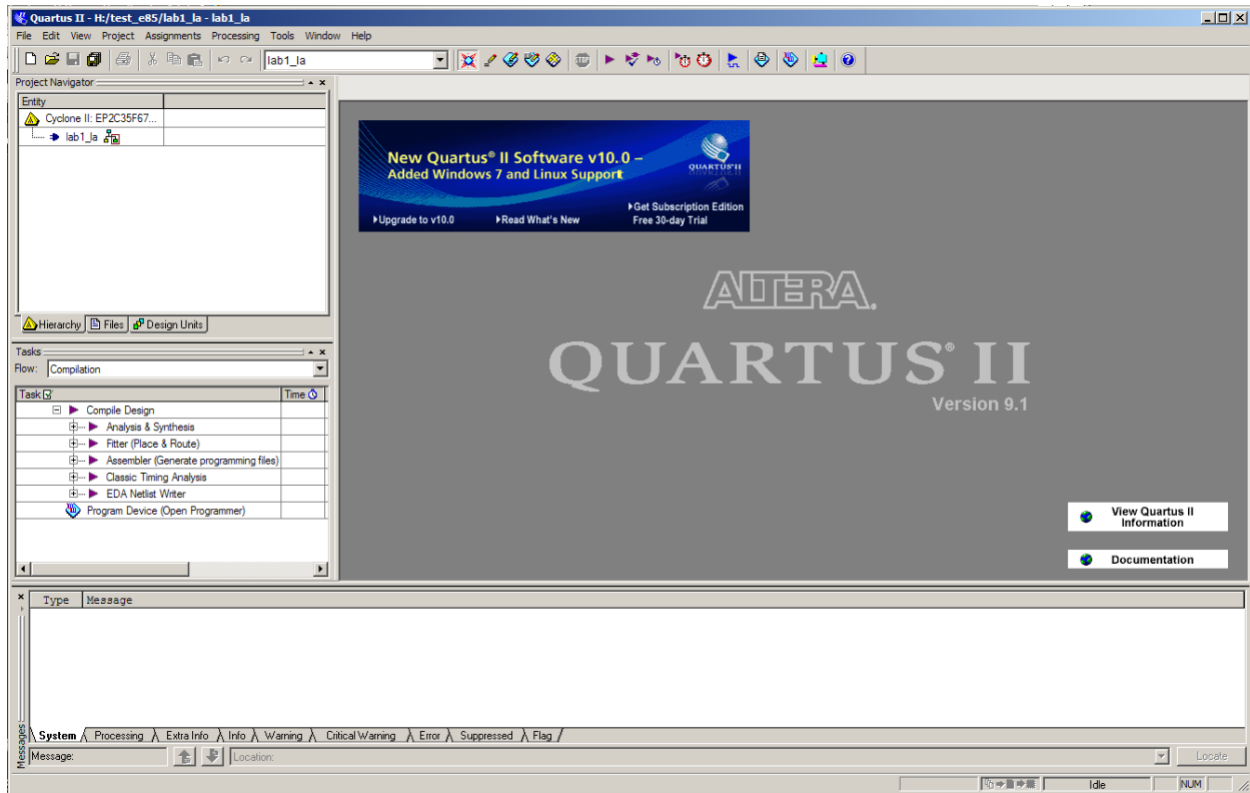 Quartus II - H:/test_e85/lab1_la - lab1_la
File Edit View Project Assignments Processing Tools Window Help
lab1_la
Project Navigator
Entity
Cyclone II: EP2C35F67...
lab1_la
Hierarchy Files Design Units
Tasks
Flow: Compilation
Task Time
Compile Design
Analysis & Synthesis
Fitter (Place & Route)
Assembler (Generate programming files)
Classic Timing Analysis
EDA Netlist Writer
Program Device (Open Programmer)
New Quartus® II Software v10.0 –
Added Windows 7 and Linux Support
QUARTUS II
Upgrade to v10.0 Read What's New Get Subscription Edition
Free 30-day Trial
ALTERA.
QUARTUS® II
Version 9.1
View Quartus II
Information
Documentation
Type Message
System Processing Extra Info Info Warning Critical Warning Error Suppressed Flag
Messages
Message: Location: Locate
Idle NUM